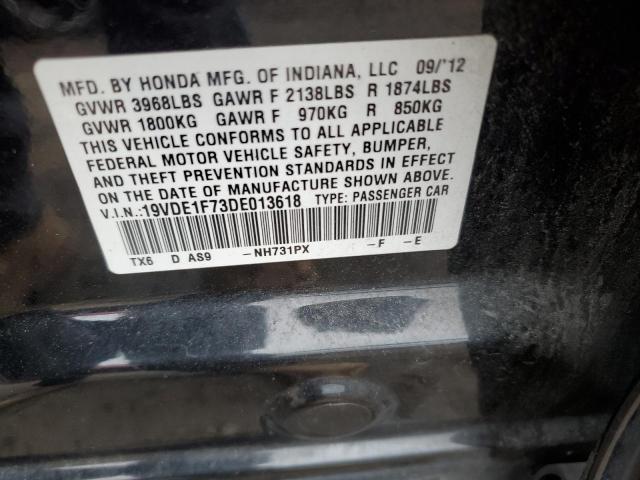 MFD. BY HONDA MFG. OF INDIANA, LLC 09/'12
GVWR 3968LBS GAWR F 2138LBS R 1874LBS
GVWR 1800KG GAWR F 970KG R 850KG
THIS VEHICLE CONFORMS TO ALL APPLICABLE
FEDERAL MOTOR VEHICLE SAFETY, BUMPER,
AND THEFT PREVENTION STANDARDS IN EFFECT
ON THE DATE OF MANUFACTURE SHOWN ABOVE.
V.I.N.:19VDE1F73DE013618 TYPE: PASSENGER CAR
TX6 D AS9 -NH731PX -F -E